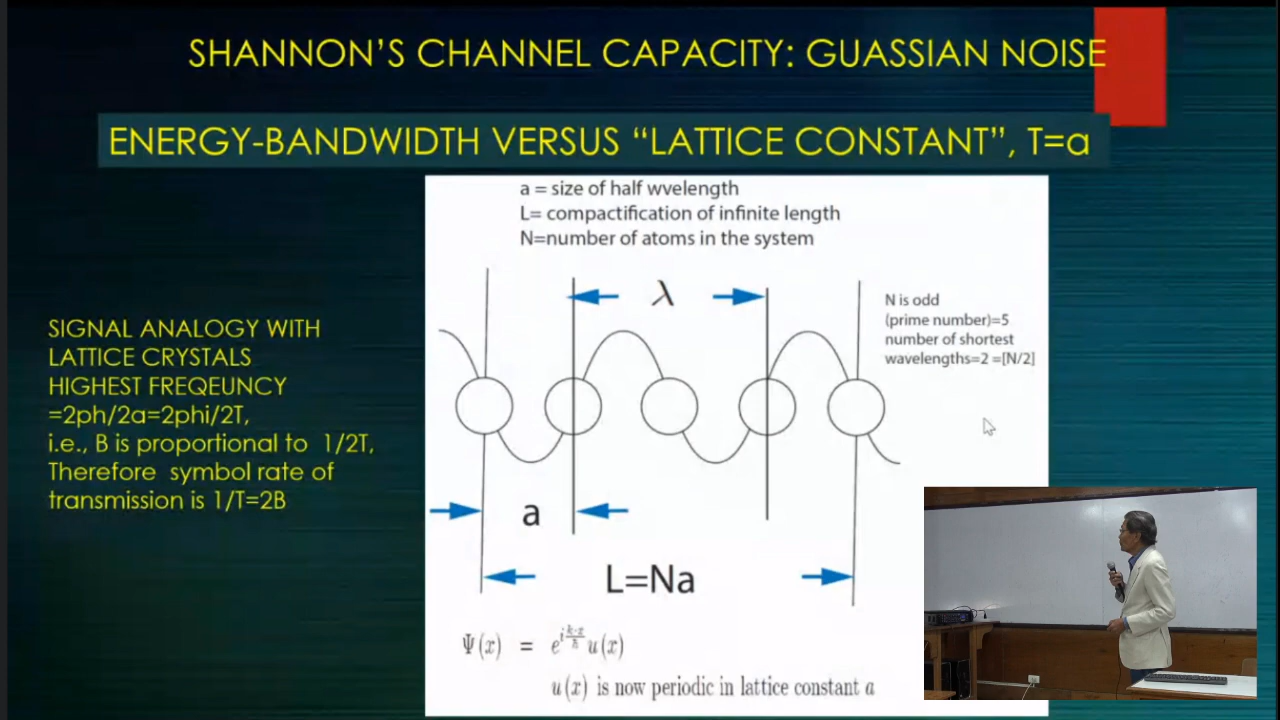 SHANNON'S CHANNEL CAPACITY: GUASSIAN NOISE
ENERGY-BANDWIDTH VERSUS “LATTICE CONSTANT”, T=a
a = size of half wvelength
L= compactification of infinite length
N=number of atoms in the system
λ
N is odd
(prime number)=5
number of shortest
wavelengths=2 =[N/2]
SIGNAL ANALOGY WITH
LATTICE CRYSTALS
HIGHEST FREQEUNCY
=2ph/2a=2phi/2T,
i.e., B is proportional to 1/2T,
Therefore symbol rate of
transmission is 1/T=2B
a
L=Na
Ψ(x) = e^{i\frac{k·x}{ħ}} u(x)
u(x) is now periodic in lattice constant a